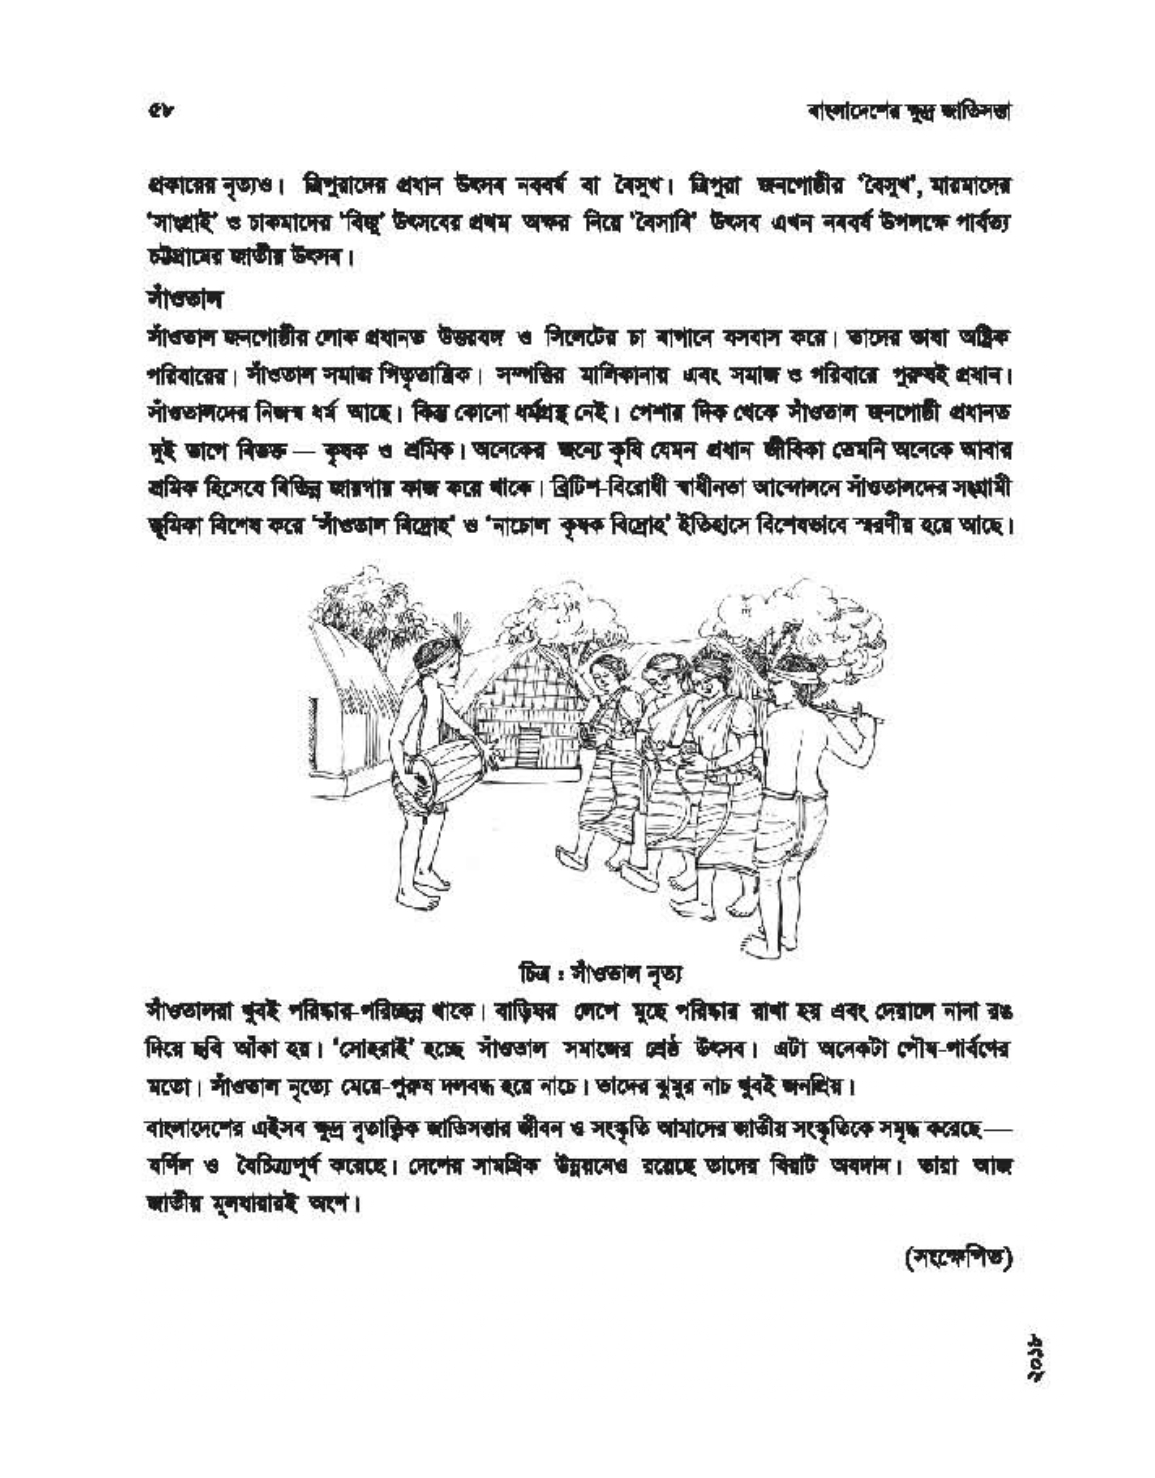 ৫৮ বাংলাদেশের ক্ষুদ্র জাতিসত্তা
প্রকারের নৃত্যও। ত্রিপুরাদের প্রধান উৎসব নববর্ষ বা বৈসুখ। ত্রিপুরা জনগোষ্ঠীর ‘বৈসুখ’, মারমাদের
‘সাংগ্রাই’ ও চাকমাদের ‘বিজু’ উৎসবের প্রথম অক্ষর নিয়ে ‘বৈসাবি’ উৎসব এখন নববর্ষ উপলক্ষে পার্বত্য
চট্টগ্রামের জাতীয় উৎসব।
সাঁওতাল
সাঁওতাল জনগোষ্ঠীর লোক প্রধানত উত্তরবঙ্গ ও সিলেটের চা বাগানে বসবাস করে। তাদের ভাষা অষ্ট্রিক
পরিবারের। সাঁওতাল সমাজ পিতৃতান্ত্রিক। সম্পত্তির মালিকানায় এবং সমাজ ও পরিবারে পুরুষই প্রধান।
সাঁওতালদের নিজস্ব ধর্ম আছে। কিন্তু কোনো ধর্মগ্রন্থ নেই। পেশার দিক থেকে সাঁওতাল জনগোষ্ঠী প্রধানত
দুই ভাগে বিভক্ত — কৃষক ও শ্রমিক। অনেকের জন্যে কৃষি যেমন প্রধান জীবিকা তেমনি অনেকে আবার
শ্রমিক হিসেবে বিভিন্ন জায়গায় কাজ করে থাকে। ব্রিটিশ-বিরোধী স্বাধীনতা আন্দোলনে সাঁওতালদের সংগ্রামী
ভূমিকা বিশেষ করে ‘সাঁওতাল বিদ্রোহ’ ও ‘নাচোল কৃষক বিদ্রোহ’ ইতিহাসে বিশেষভাবে স্মরণীয় হয়ে আছে।
চিত্র : সাঁওতাল নৃত্য
সাঁওতালরা খুবই পরিষ্কার-পরিচ্ছন্ন থাকে। বাড়িঘর লেপে মুছে পরিষ্কার রাখা হয় এবং দেয়ালে নানা রঙ
দিয়ে ছবি আঁকা হয়। ‘সোহরাই’ হচ্ছে সাঁওতাল সমাজের শ্রেষ্ঠ উৎসব। এটা অনেকটা পৌষ-পার্বণের
মতো। সাঁওতাল নৃত্যে মেয়ে-পুরুষ দলবদ্ধ হয়ে নাচে। তাদের ঝুমুর নাচ খুবই জনপ্রিয়।
বাংলাদেশের এইসব ক্ষুদ্র নৃতাত্ত্বিক জাতিসত্তার জীবন ও সংস্কৃতি আমাদের জাতীয় সংস্কৃতিকে সমৃদ্ধ করেছে—
বর্ণিল ও বৈচিত্র্যপূর্ণ করেছে। দেশের সামগ্রিক উন্নয়নেও রয়েছে তাদের বিরাট অবদান। তারা আজ
জাতীয় মূলধারারই অংশ।
(সংক্ষেপিত)
২০১৮